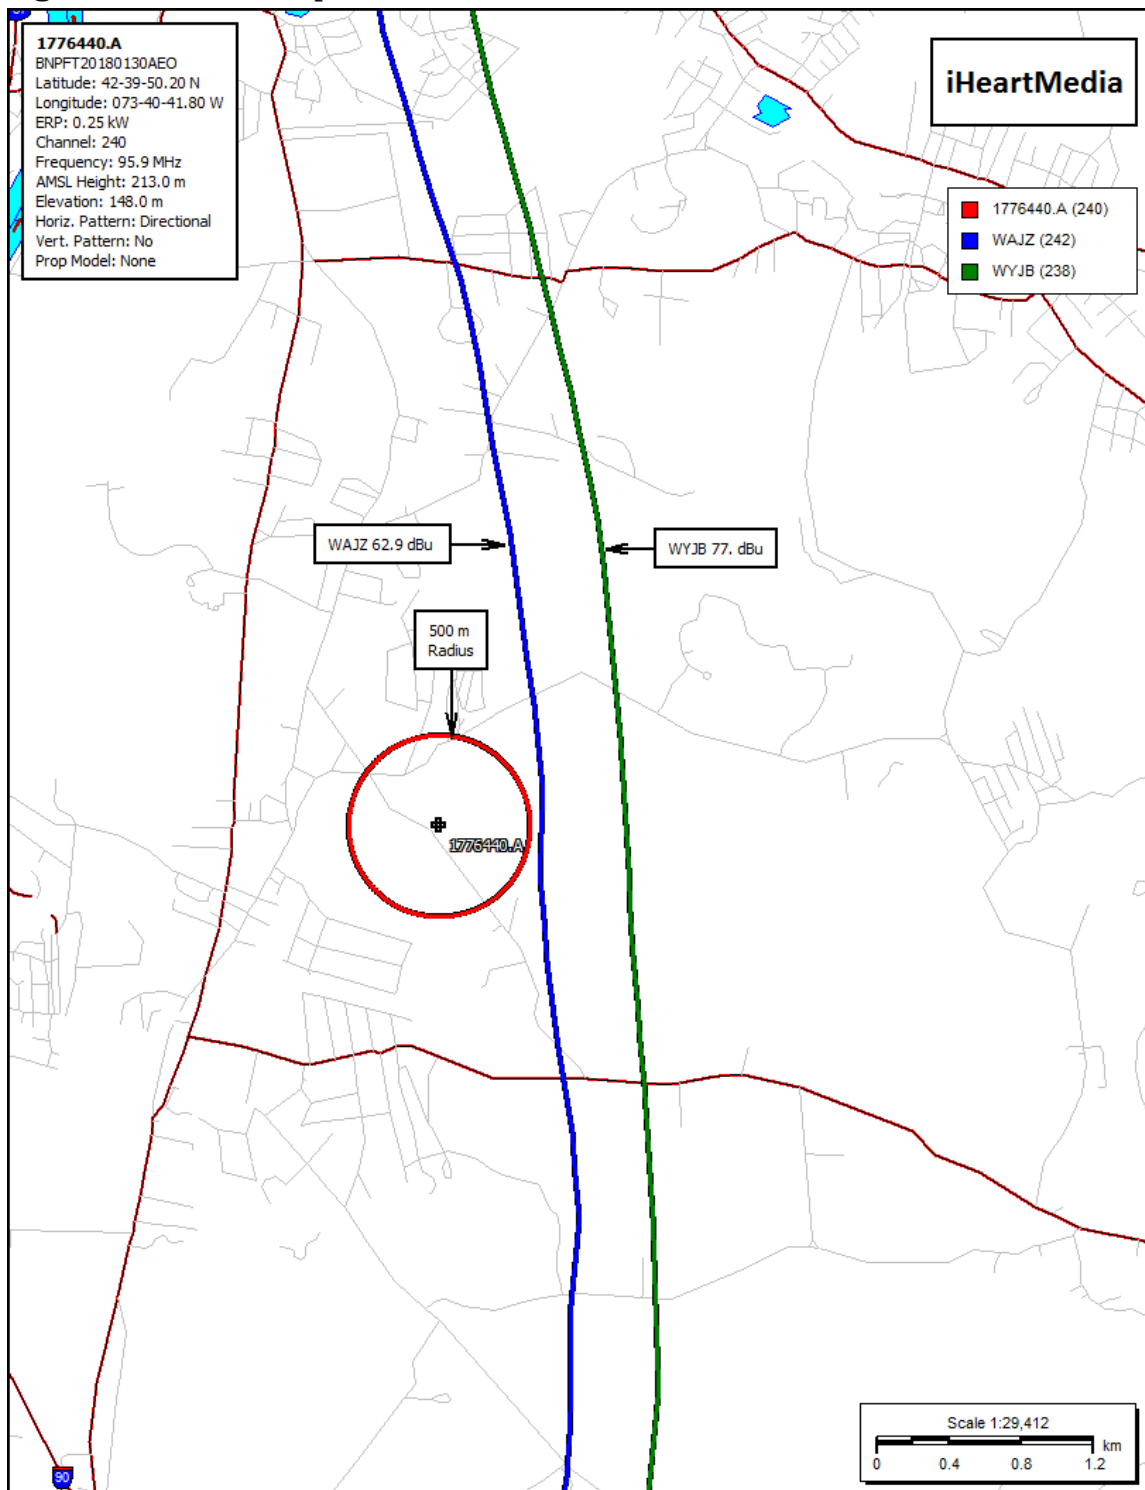 1776440.A
BNPFT20180130AEO
Latitude: 42-39-50.20 N
Longitude: 073-40-41.80 W
ERP: 0.25 kW
Channel: 240
Frequency: 95.9 MHz
AMSL Height: 213.0 m
Elevation: 148.0 m
Horiz. Pattern: Directional
Vert. Pattern: No
Prop Model: None
iHeartMedia
1776440.A (240)
WAJZ (242)
WYJB (238)
WAJZ 62.9 dBu
WYJB 77. dBu
500 m
Radius
1776440.A
Scale 1:29,412
km
0 0.4 0.8 1.2
90